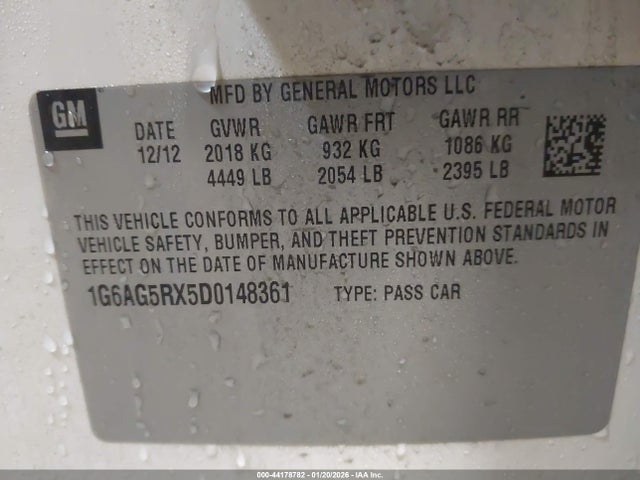 GM
MFD BY GENERAL MOTORS LLC
DATE GVWR GAWR FRT GAWR RR
12/12 2018 KG 932 KG 1086 KG
4449 LB 2054 LB 2395 LB
THIS VEHICLE CONFORMS TO ALL APPLICABLE U.S. FEDERAL MOTOR
VEHICLE SAFETY, BUMPER, AND THEFT PREVENTION STANDARDS IN
EFFECT ON THE DATE OF MANUFACTURE SHOWN ABOVE.
1G6AG5RX5D0148361 TYPE: PASS CAR
000-44178782 - 01/20/2026 - IAA Inc.